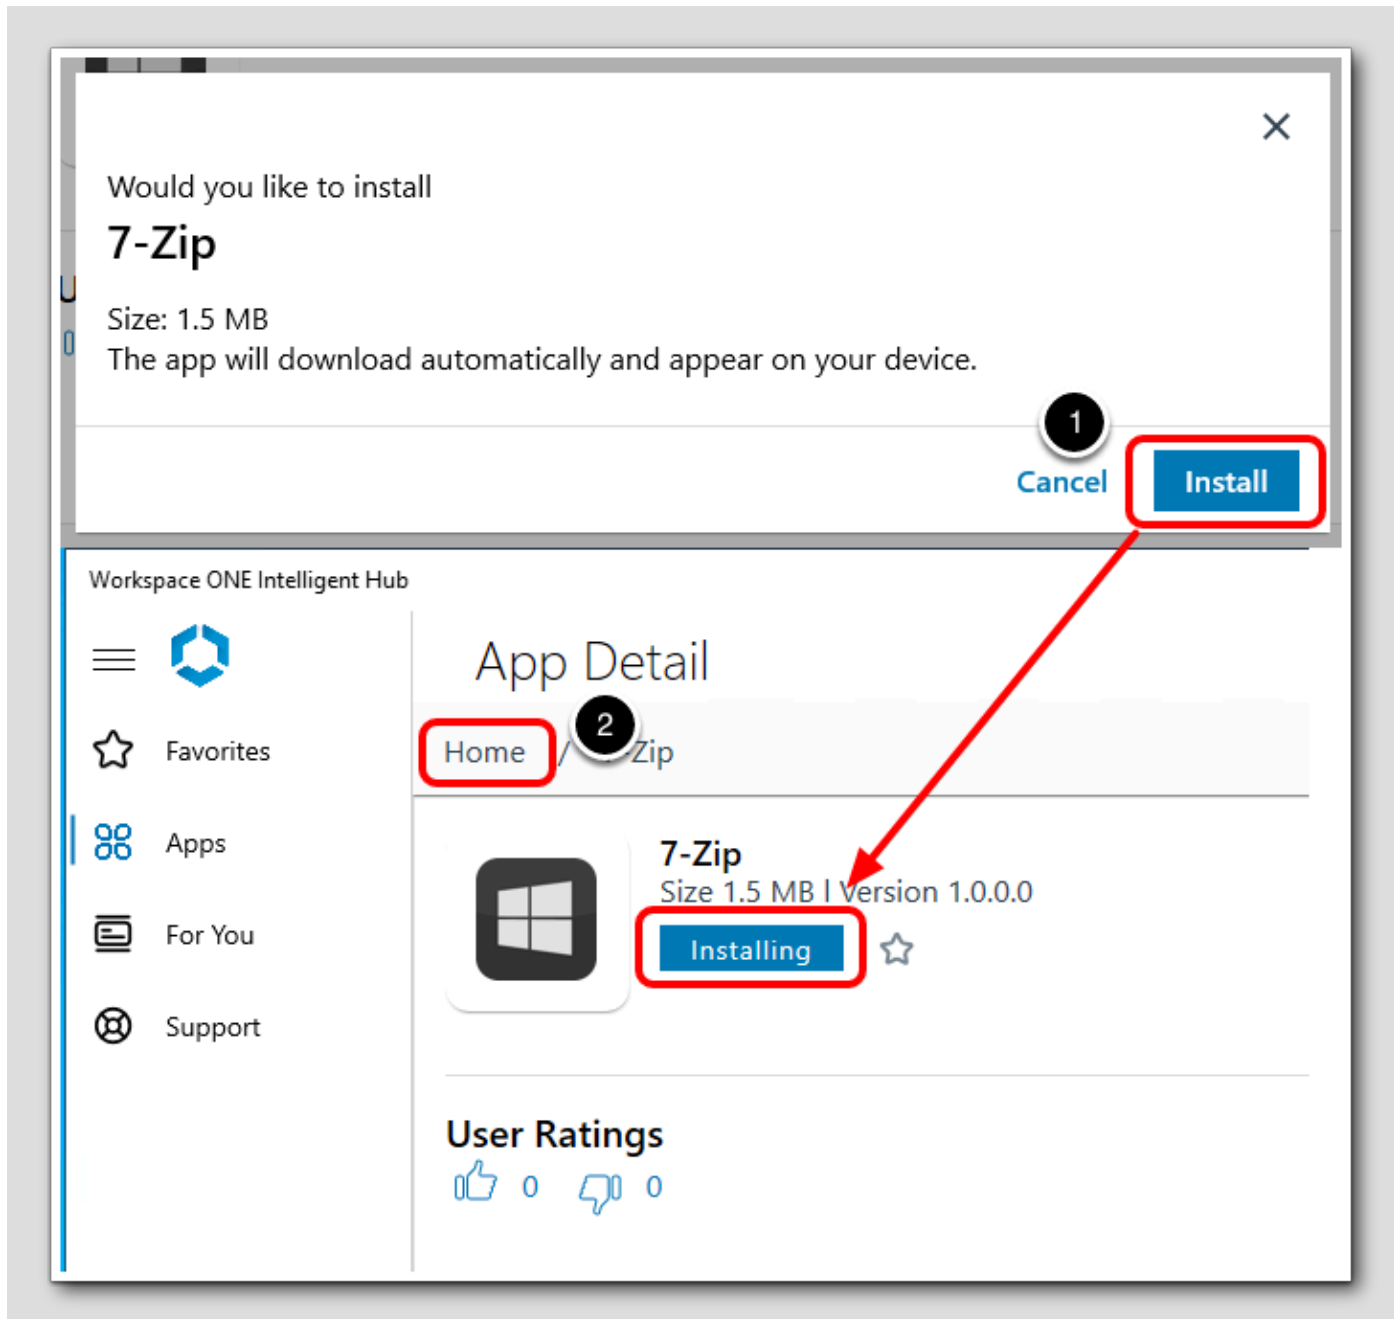 Would you like to install
7-Zip
Size: 1.5 MB
The app will download automatically and appear on your device.
1
Cancel
Install
Workspace ONE Intelligent Hub
App Detail
2
Home / -Zip
Favorites
Apps
For You
Support
7-Zip
Size 1.5 MB | Version 1.0.0.0
Installing
User Ratings
0
0